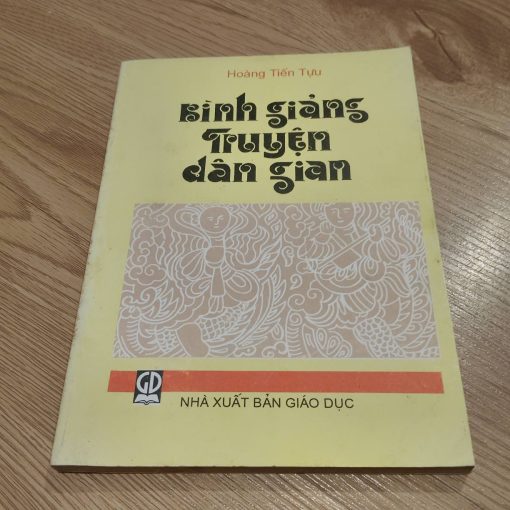 Hoàng Tiến Tựu
Bình giảng
Truyện
dân gian
GD
NHÀ XUẤT BẢN GIÁO DỤC